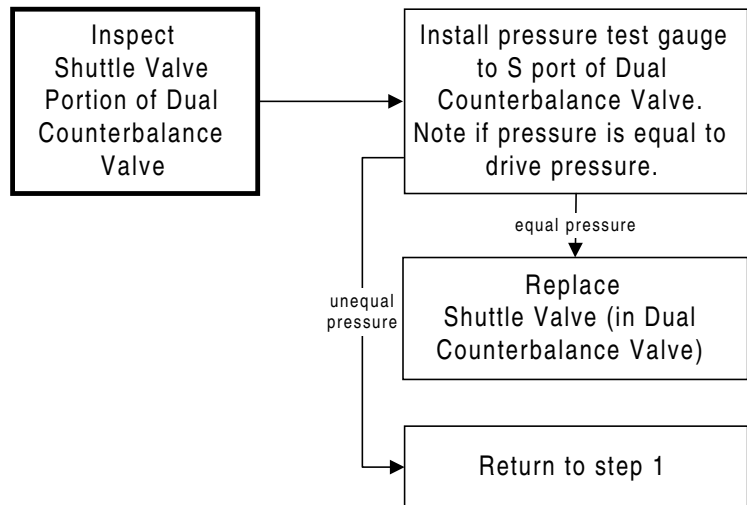 Inspect
Shuttle Valve
Portion of Dual
Counterbalance
Valve
Install pressure test gauge
to S port of Dual
Counterbalance Valve.
Note if pressure is equal to
drive pressure.
equal pressure
Replace
Shuttle Valve (in Dual
Counterbalance Valve)
unequal
pressure
Return to step 1